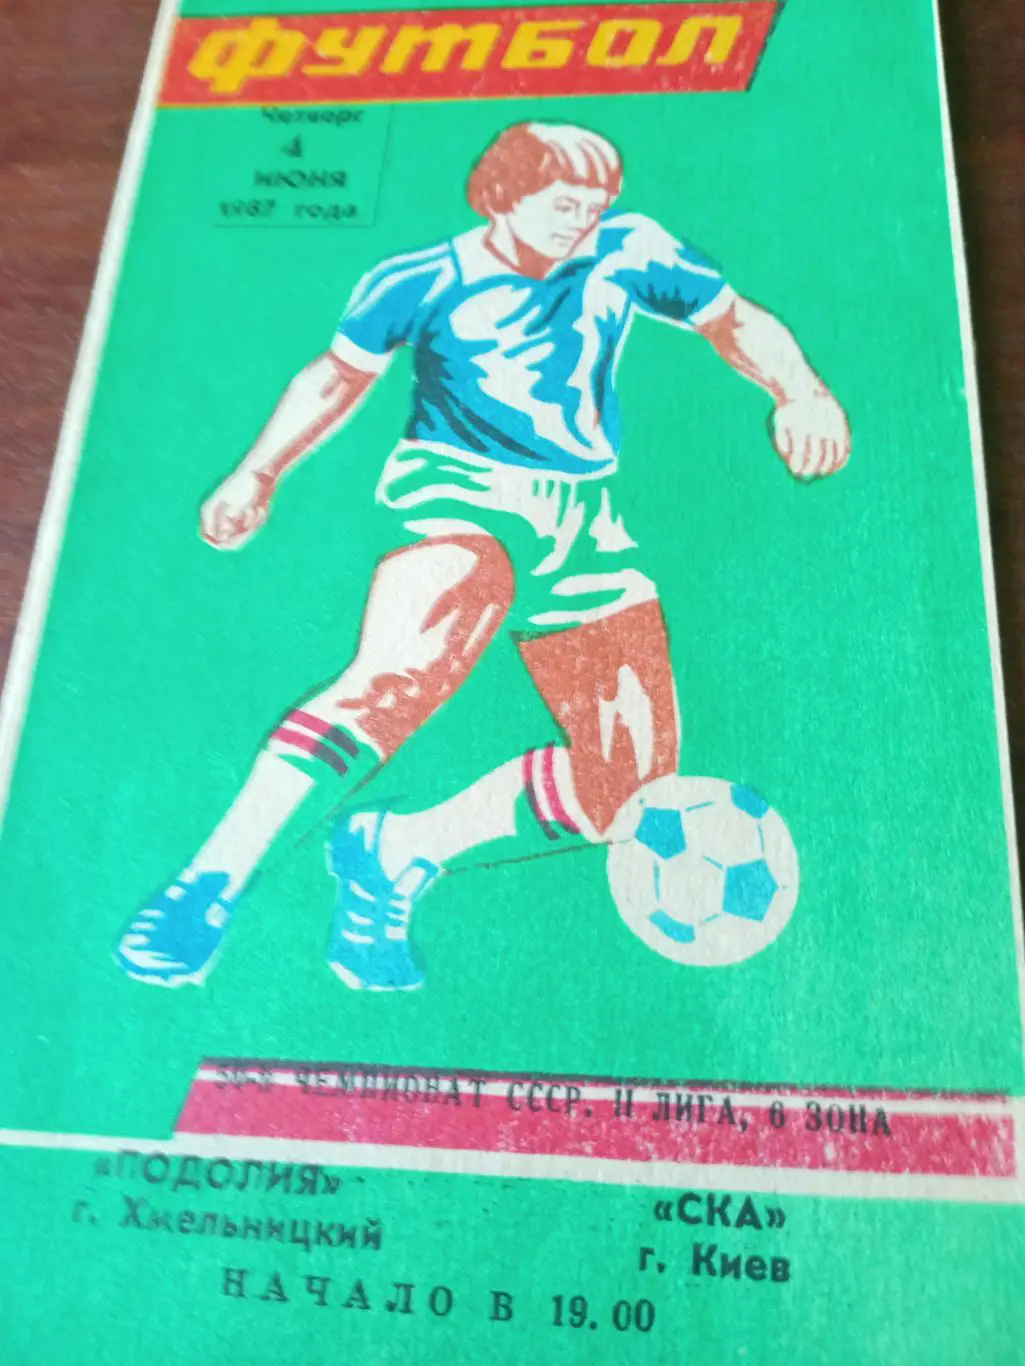 ФУТБОЛ
Четверг
4
июня
1987 года
50-й ЧЕМПИОНАТ СССР. II ЛИГА, 6 ЗОНА
«ПОДОЛИЯ»
г. Хмельницкий
«СКА»
г. Киев
НАЧАЛО В 19.00